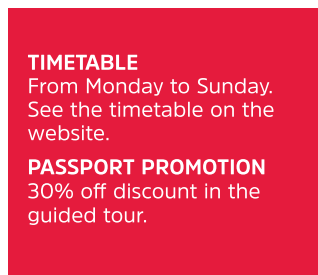 TIMETABLE
From Monday to Sunday.
See the timetable on the
website.
PASSPORT PROMOTION
30% off discount in the
guided tour.